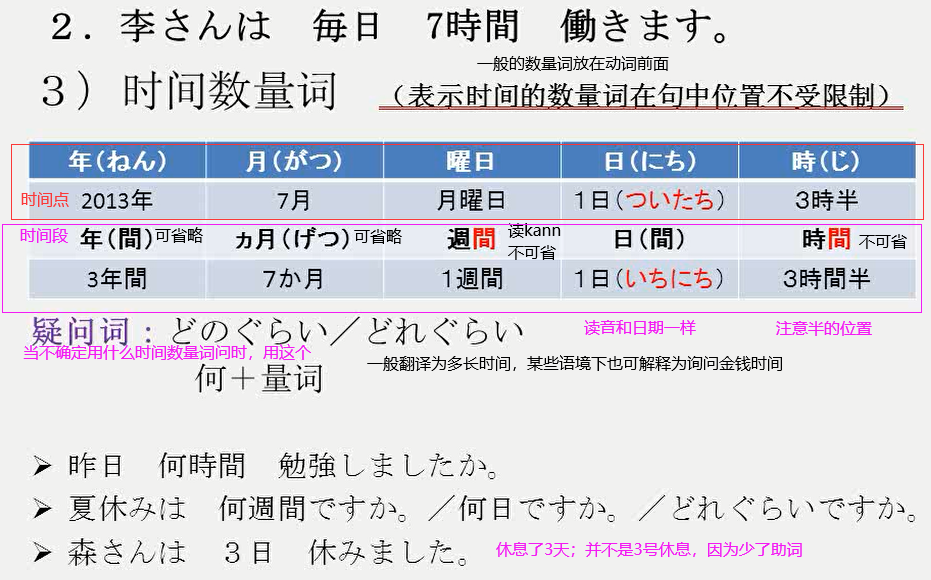 ２．李さんは　毎日　7時間　働きます。
一般的数量词放在动词前面
３）时间数量词　（表示时间的数量词在句中位置不受限制）
年(ねん)　月(がつ)　曜日　日(にち)　時(じ)
时间点　2013年　7月　月曜日　1日(ついたち)　3時半
时间段　年(間)可省略　ヵ月(げつ)可省略　週間　读kann不可省　日(間)　時間　不可省
3年間　7か月　1週間　1日(いちにち)　3時間半
疑问词：どのぐらい／どれぐらい　读音和日期一样　注意半的位置
当不确定用什么时间数量词问时，用这个
何＋量词　一般翻译为多长时间，某些语境下也可解释为询问金钱时间
➢ 昨日　何時間　勉強しましたか。
➢ 夏休みは　何週間ですか。／何日ですか。／どれぐらいですか。
➢ 森さんは　３日　休みました。　休息了3天；并不是3号休息，因为少了助词